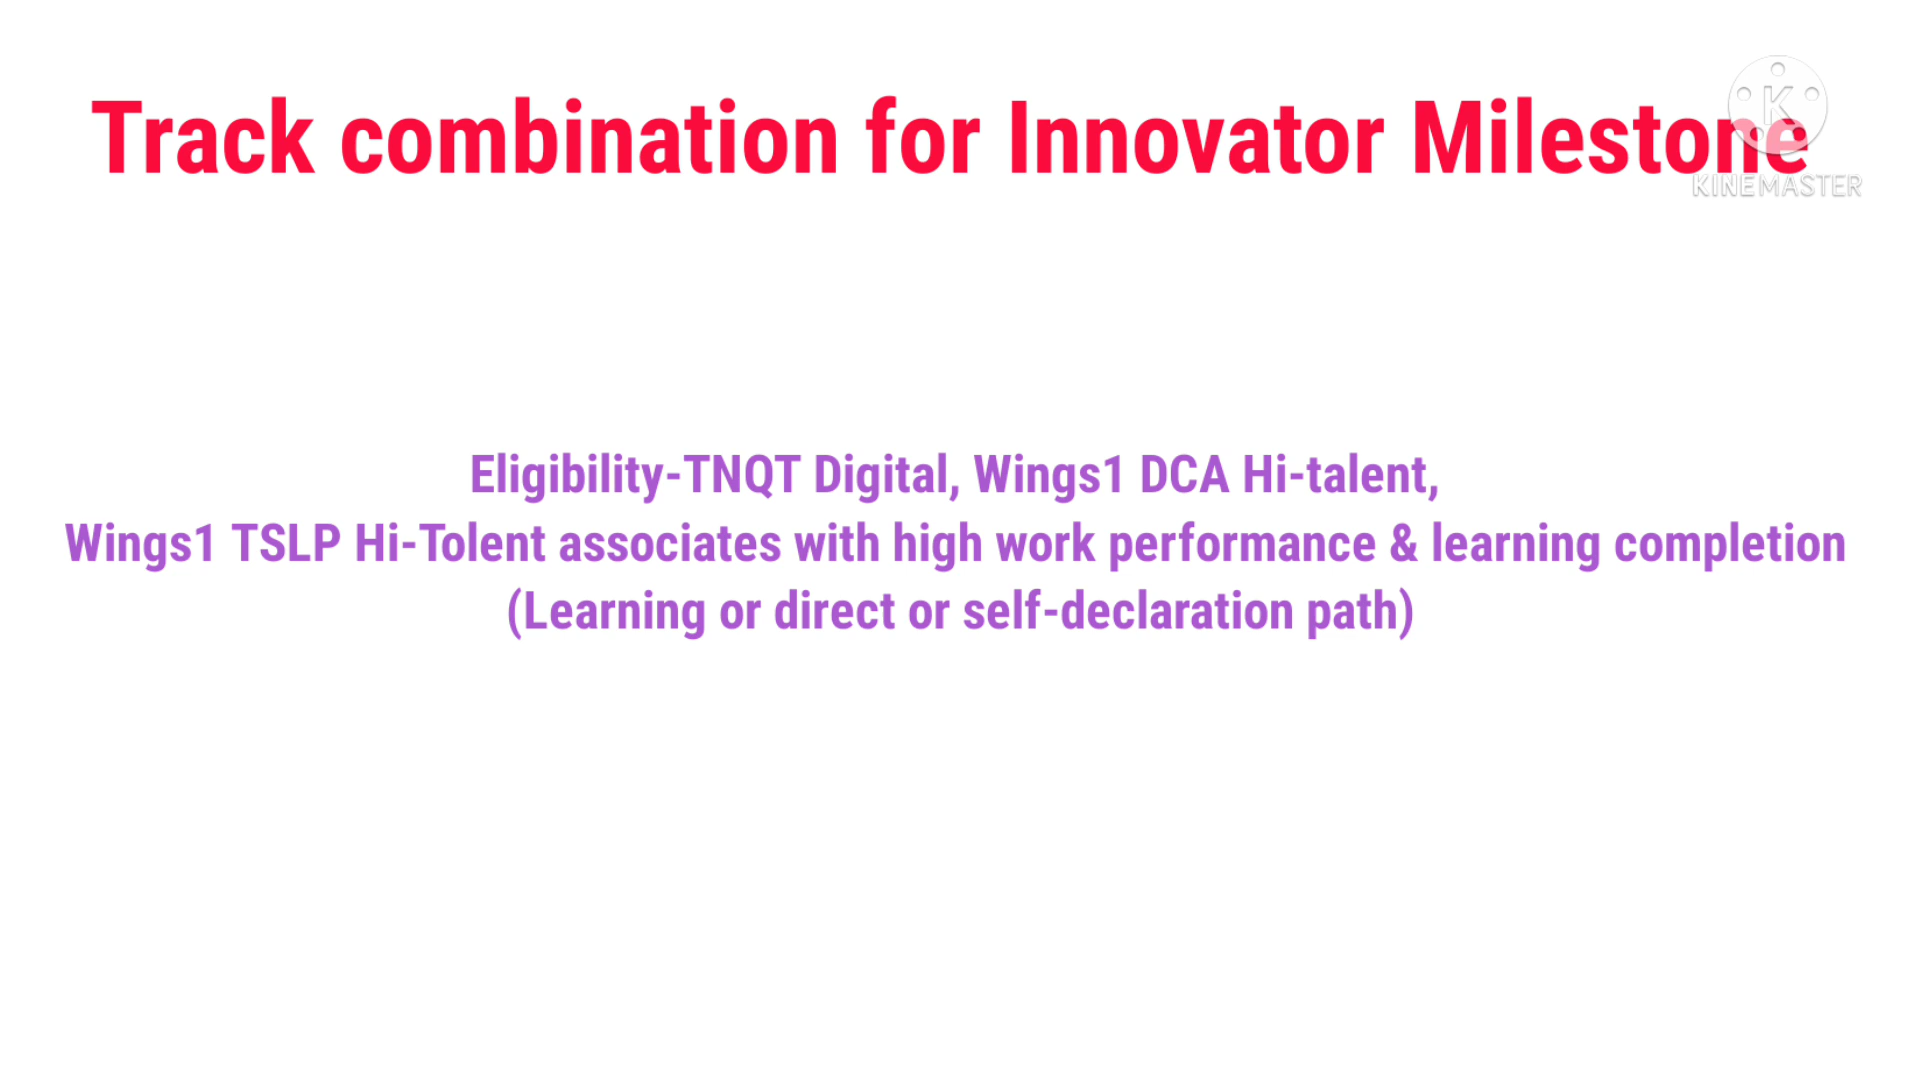 Track combination for Innovator Milestone
K
KINEMASTER
Eligibility-TNQT Digital, Wings1 DCA Hi-talent,
Wings1 TSLP Hi-Tolent associates with high work performance & learning completion
(Learning or direct or self-declaration path)